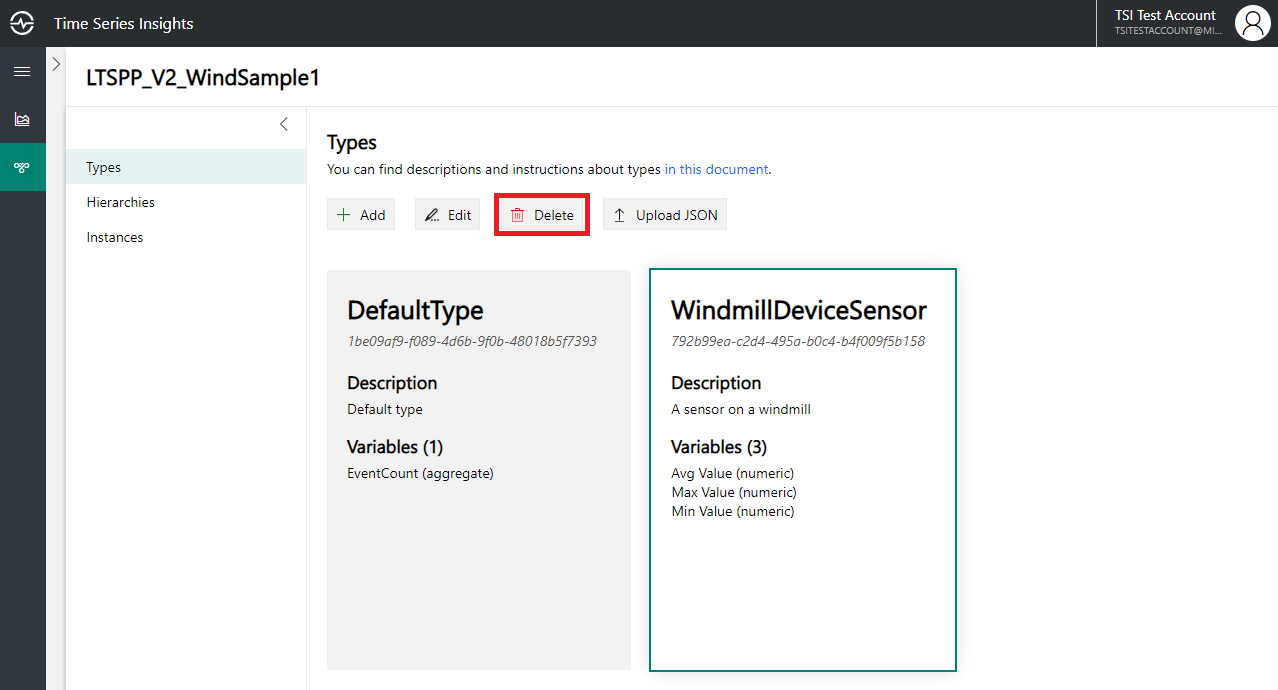 Time Series Insights
TSI Test Account
TSITESTACCOUNT@MI...
LTSPP_V2_WindSample1
Types
Hierarchies
Instances
Types
You can find descriptions and instructions about types in this document.
Add
Edit
Delete
Upload JSON
DefaultType
1be09af9-f089-4d6b-9f0b-48018b5f7393
Description
Default type
Variables (1)
EventCount (aggregate)
WindmillDeviceSensor
792b99ea-c2d4-495a-b0c4-b4f009f5b158
Description
A sensor on a windmill
Variables (3)
Avg Value (numeric)
Max Value (numeric)
Min Value (numeric)